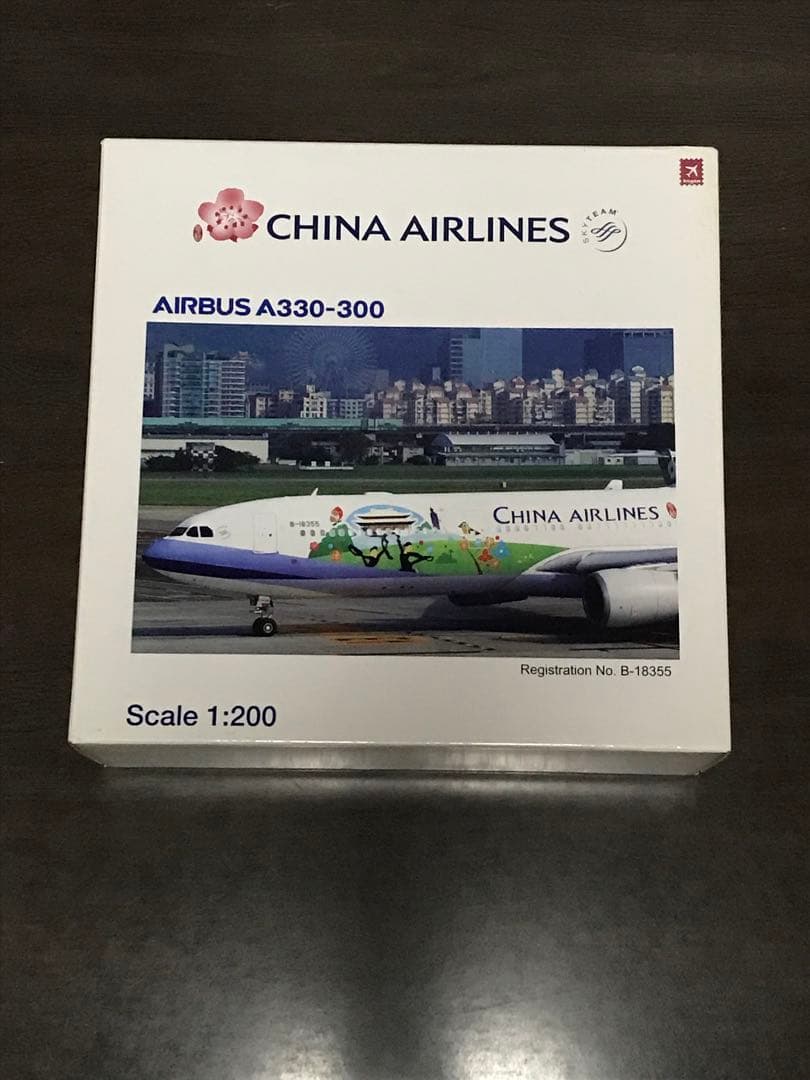 CHINA AIRLINES
SKYTEAM
AIRBUS A330-300
B-18355
CHINA AIRLINES
Registration No. B-18355
Scale 1:200